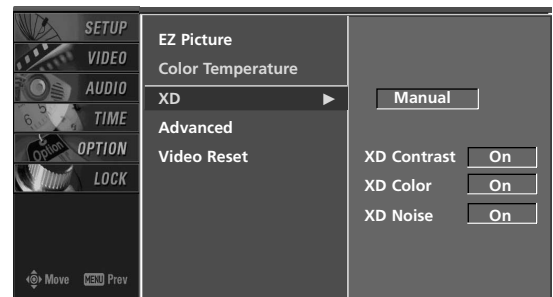 SETUP
VIDEO
AUDIO
TIME
OPTION
LOCK
Move MENU Prev
EZ Picture
Color Temperature
XD ►
Advanced
Video Reset
Manual
XD Contrast On
XD Color On
XD Noise On